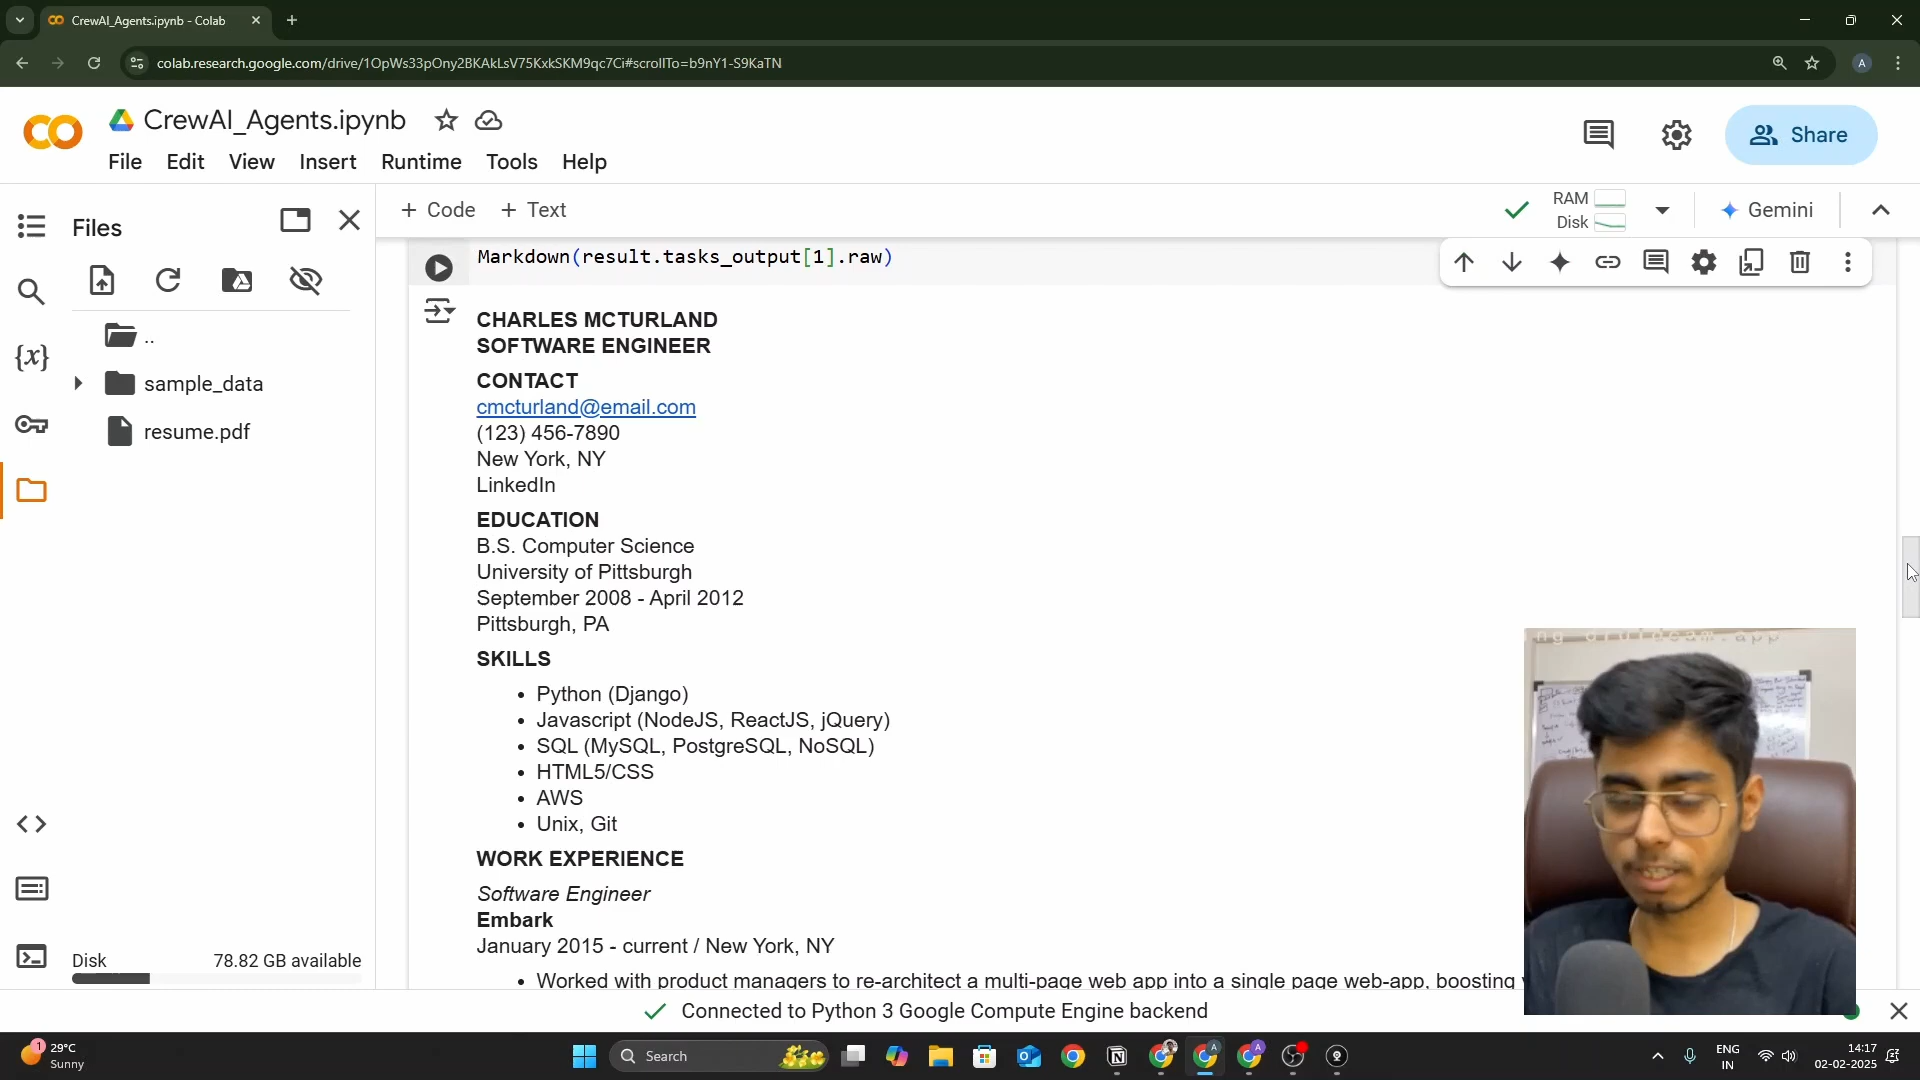 CrewAI_Agents.ipynb - Colab
colab.research.google.com/drive/1OpWs33pOny2BKAkLsV75KxkSKM9qc7Ci#scrollTo=b9nY1-S9KaTN
A
CrewAI_Agents.ipynb
File Edit View Insert Runtime Tools Help
Share
Files
+ Code + Text
RAM
Disk
Gemini
Markdown(result.tasks_output[1].raw)
..
sample_data
resume.pdf
{x}
CHARLES MCTURLAND
SOFTWARE ENGINEER
CONTACT
cmcturland@email.com
(123) 456-7890
New York, NY
LinkedIn
EDUCATION
B.S. Computer Science
University of Pittsburgh
September 2008 - April 2012
Pittsburgh, PA
SKILLS
• Python (Django)
• Javascript (NodeJS, ReactJS, jQuery)
• SQL (MySQL, PostgreSQL, NoSQL)
• HTML5/CSS
• AWS
• Unix, Git
WORK EXPERIENCE
Software Engineer
Embark
January 2015 - current / New York, NY
• Worked with product managers to re-architect a multi-page web app into a single page web-app, boosting
Disk 78.82 GB available
Connected to Python 3 Google Compute Engine backend
1
29°C
Sunny
Search
ENG
IN
14:17
02-02-2025